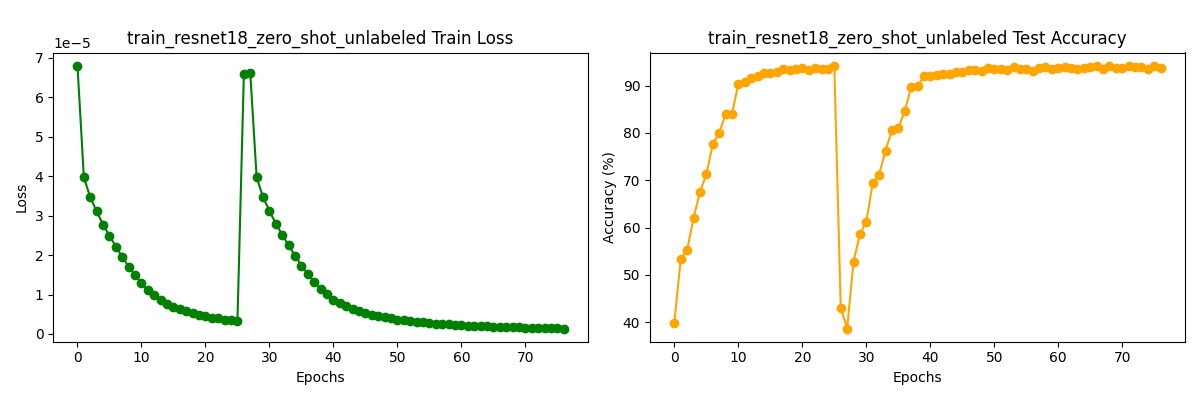 train_resnet18_zero_shot_unlabeled Train Loss
1e−5
7
6
5
4
3
2
1
0
Loss
0 10 20 30 40 50 60 70
Epochs
train_resnet18_zero_shot_unlabeled Test Accuracy
90
80
70
60
50
40
Accuracy (%)
0 10 20 30 40 50 60 70
Epochs